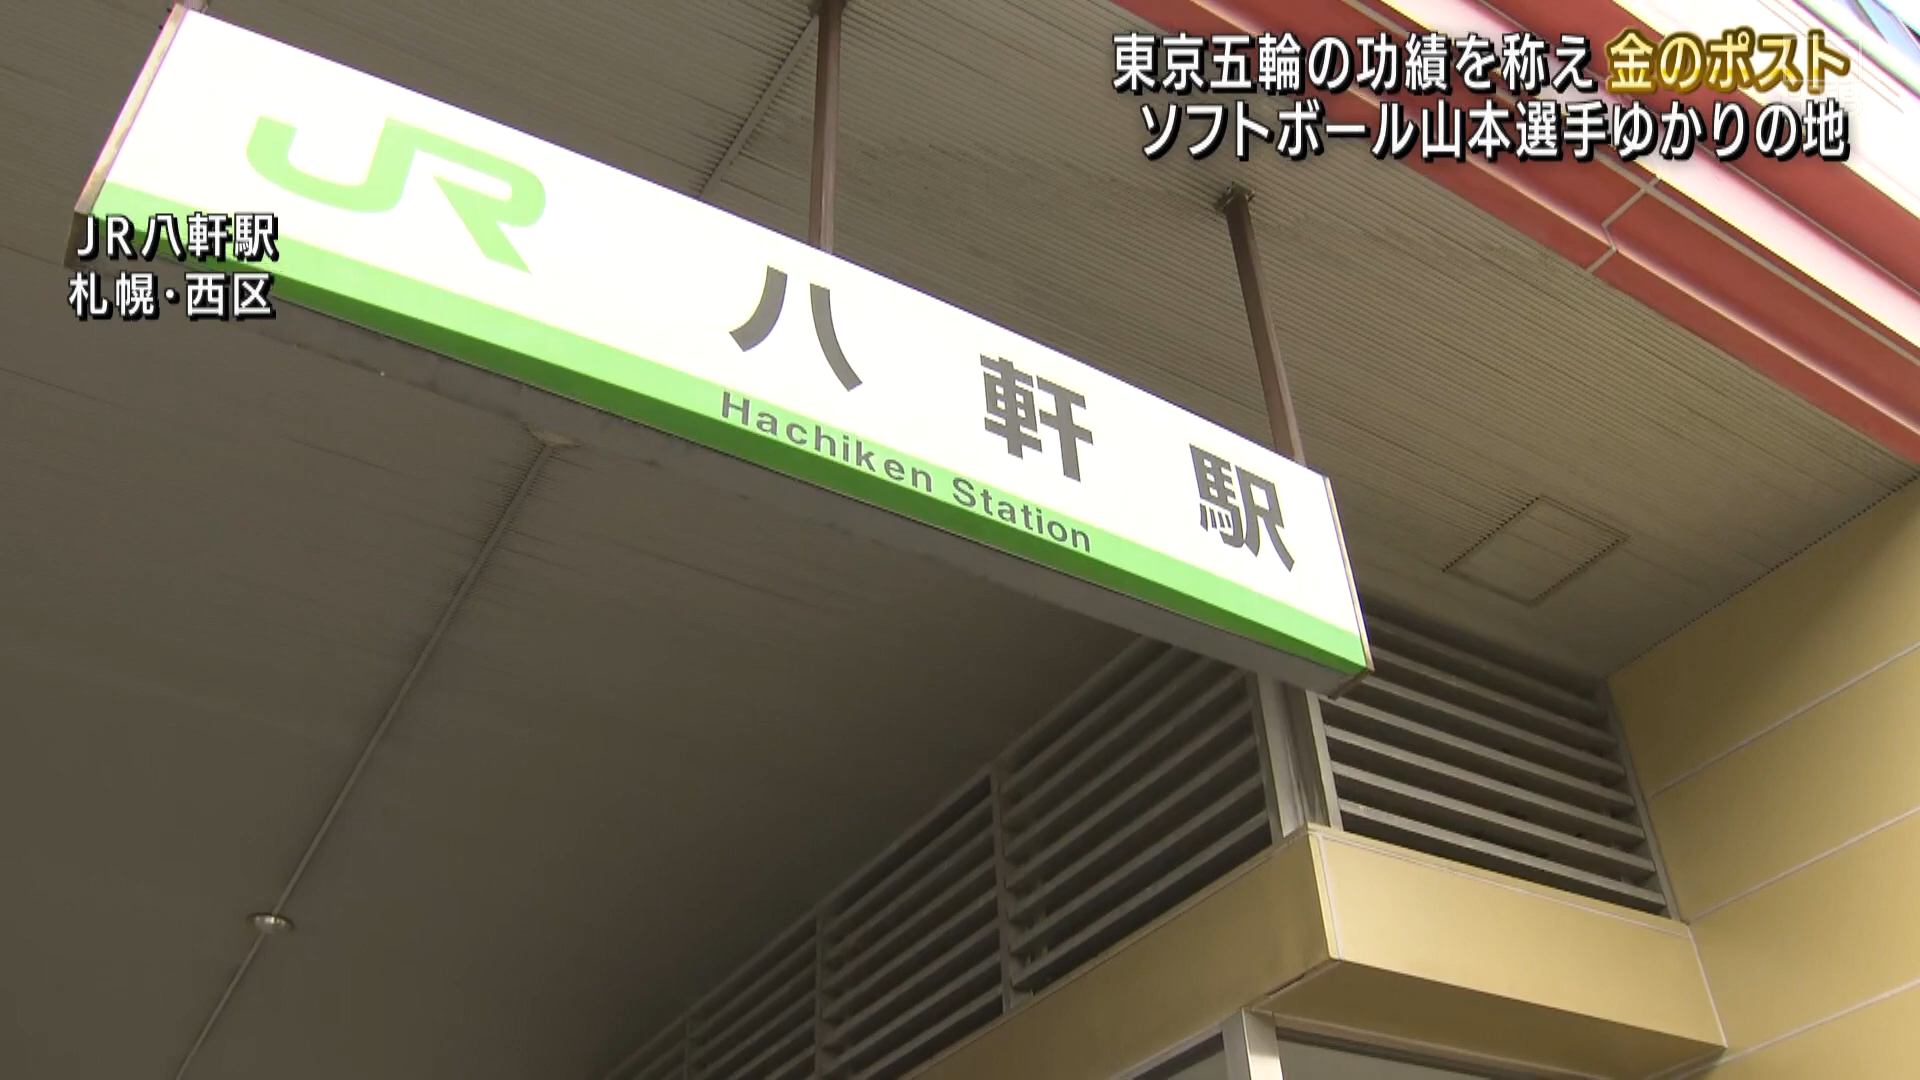 東京五輪の功績を称え 金のポスト
ソフトボール山本選手ゆかりの地
JR八軒駅
札幌・西区
JR 八軒駅
Hachiken Station